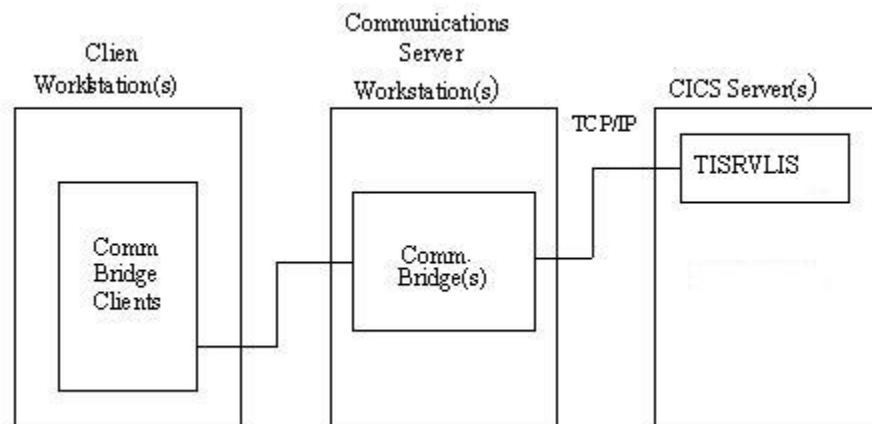 Clien
Workstation(s)
Communications
Server
Workstation(s)
TCP/IP
CICS Server(s)
Comm
Bridge
Clients
Comm.
Bridge(s)
TISRVLIS